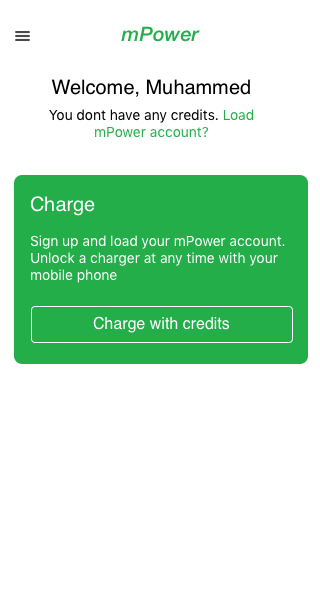 mPower
Welcome, Muhammed
You dont have any credits. Load
mPower account?
Charge
Sign up and load your mPower account.
Unlock a charger at any time with your
mobile phone
Charge with credits